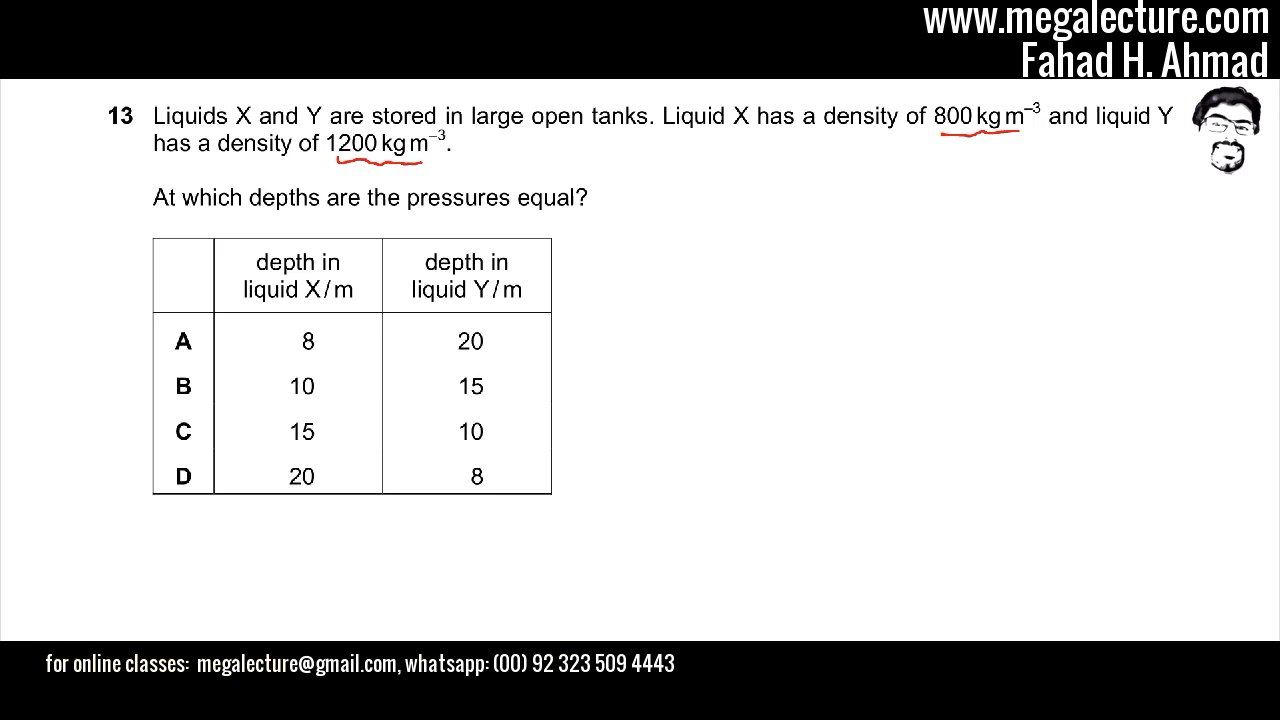 www.megalecture.com
Fahad H. Ahmad
13 Liquids X and Y are stored in large open tanks. Liquid X has a density of 800 kg m⁻³ and liquid Y
has a density of 1200 kg m⁻³.
At which depths are the pressures equal?
depth in liquid X / m
depth in liquid Y / m
A 8 20
B 10 15
C 15 10
D 20 8
for online classes: megalecture@gmail.com, whatsapp: (00) 92 323 509 4443